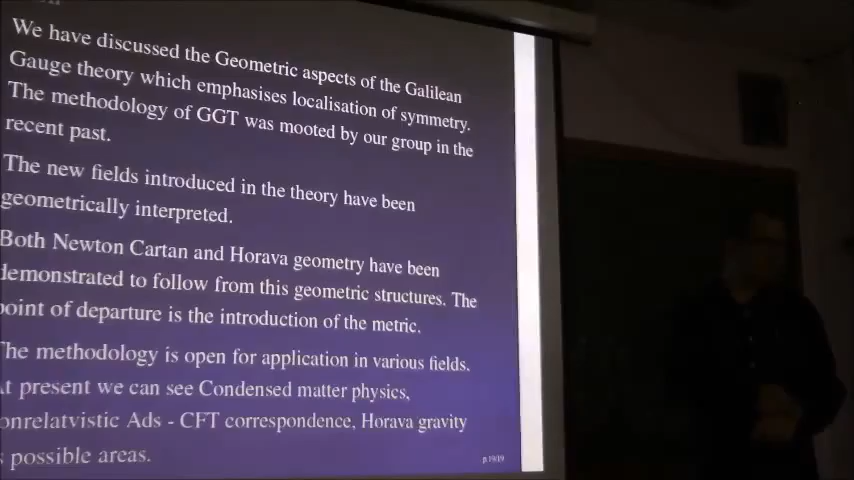 We have discussed the Geometric aspects of the Galilean
Gauge theory which emphasises localisation of symmetry.
The methodology of GGT was mooted by our group in the
recent past.
The new fields introduced in the theory have been
geometrically interpreted.
Both Newton Cartan and Horava geometry have been
demonstrated to follow from this geometric structures. The
point of departure is the introduction of the metric.
The methodology is open for application in various fields.
At present we can see Condensed matter physics,
onrelatvistic Ads - CFT correspondence, Horava gravity
s possible areas.
p.19/19